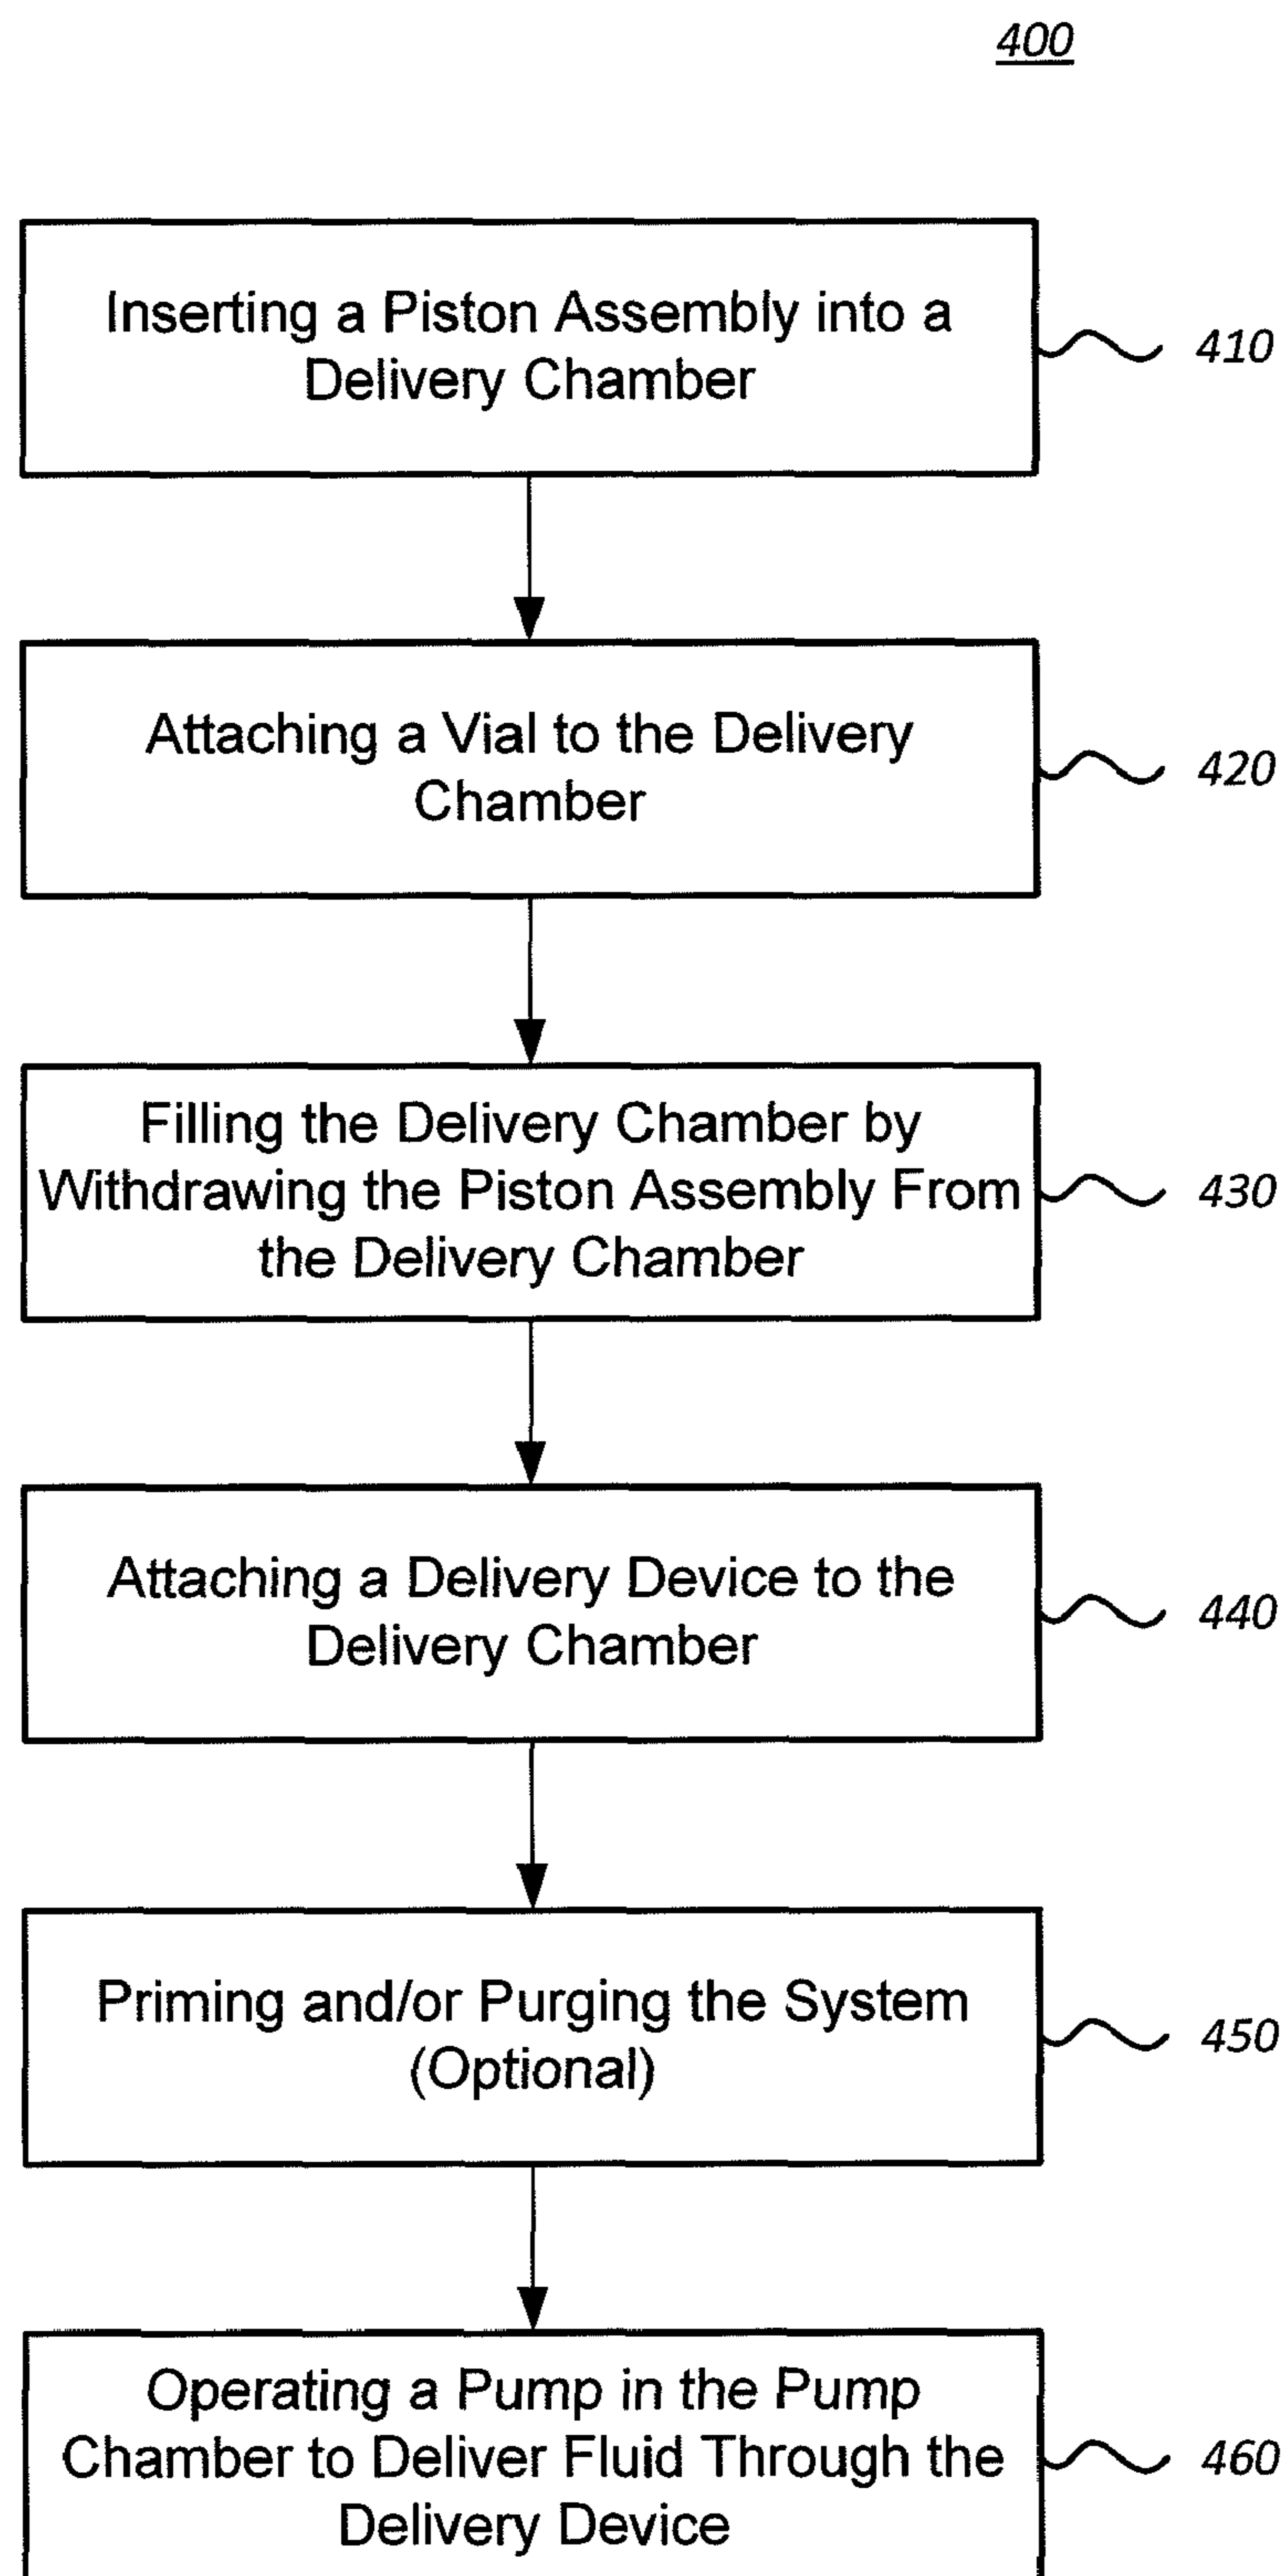 400
Inserting a Piston Assembly into a
Delivery Chamber
410
Attaching a Vial to the Delivery
Chamber
420
Filling the Delivery Chamber by
Withdrawing the Piston Assembly From
the Delivery Chamber
430
Attaching a Delivery Device to the
Delivery Chamber
440
Priming and/or Purging the System
(Optional)
450
Operating a Pump in the Pump
Chamber to Deliver Fluid Through the
Delivery Device
460